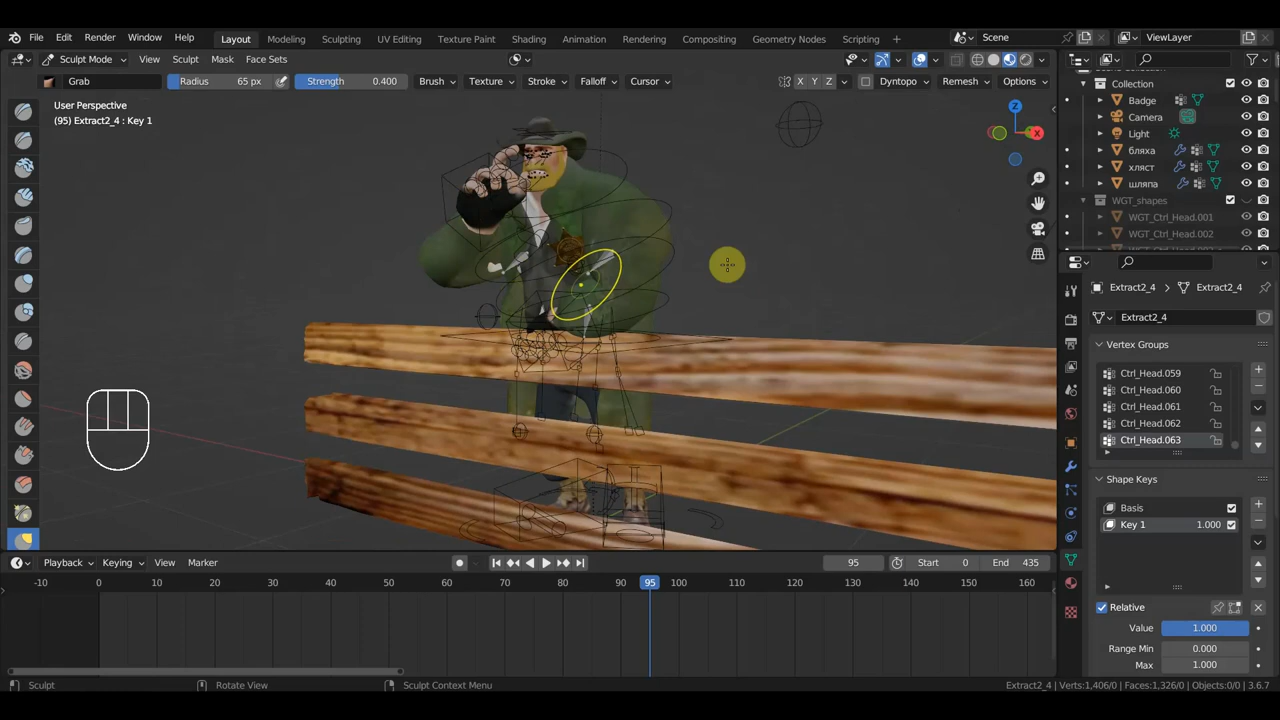 File Edit Render Window Help Layout Modeling Sculpting UV Editing Texture Paint Shading Animation Rendering Compositing Geometry Nodes Scripting Scene ViewLayer
Sculpt Mode View Sculpt Mask Face Sets
Grab Radius 65 px Strength 0.400 Brush Texture Stroke Falloff Cursor X Y Z Dyntopo Remesh Options
User Perspective
(95) Extract2_4 : Key 1
Z
X
Collection
Badge
Camera
Light
бляха
хляст
шляпа
WGT_shapes
WGT_Ctrl_Head.001
WGT_Ctrl_Head.002
Extract2_4 Extract2_4
Extract2_4
Vertex Groups
Ctrl_Head.059
Ctrl_Head.060
Ctrl_Head.061
Ctrl_Head.062
Ctrl_Head.063
Shape Keys
Basis
Key 1 1.000
Relative
Value 1.000
Range Min 0.000
Max 1.000
Playback Keying View Marker 95 Start 0 End 435
-10 0 10 20 30 40 50 60 70 80 90 95 100 110 120 130 140 150 160
Sculpt Rotate View Sculpt Context Menu Extract2_4 | Verts:1,406/0 | Faces:1,326/0 | Objects:0/0 | 3.6.7